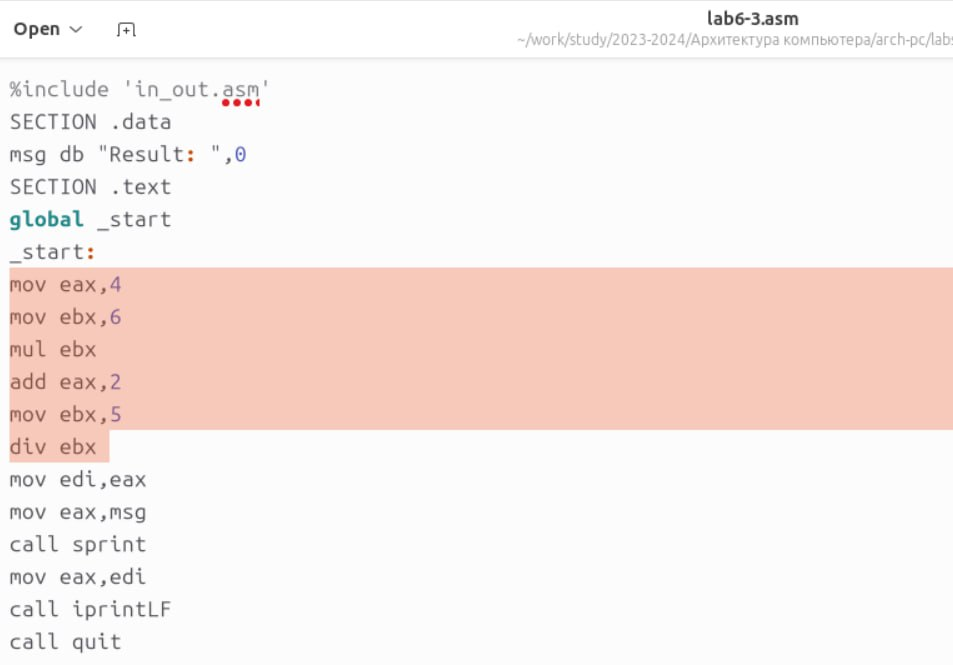 Open
lab6-3.asm
~/work/study/2023-2024/Архитектура компьютера/arch-pc/labs
%include 'in_out.asm'
SECTION .data
msg db "Result: ",0
SECTION .text
global _start
_start:
mov eax,4
mov ebx,6
mul ebx
add eax,2
mov ebx,5
div ebx
mov edi,eax
mov eax,msg
call sprint
mov eax,edi
call iprintLF
call quit